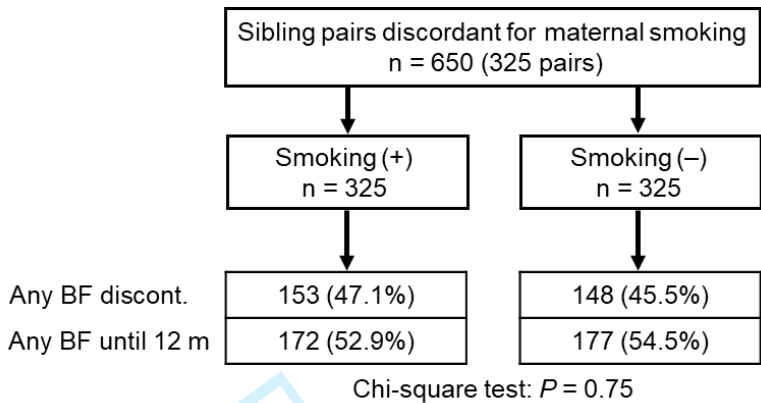 Sibling pairs discordant for maternal smoking
n = 650 (325 pairs)
Smoking (+)
n = 325
Smoking (–)
n = 325
Any BF discont. 153 (47.1%) 148 (45.5%)
Any BF until 12 m 172 (52.9%) 177 (54.5%)
Chi-square test: P = 0.75